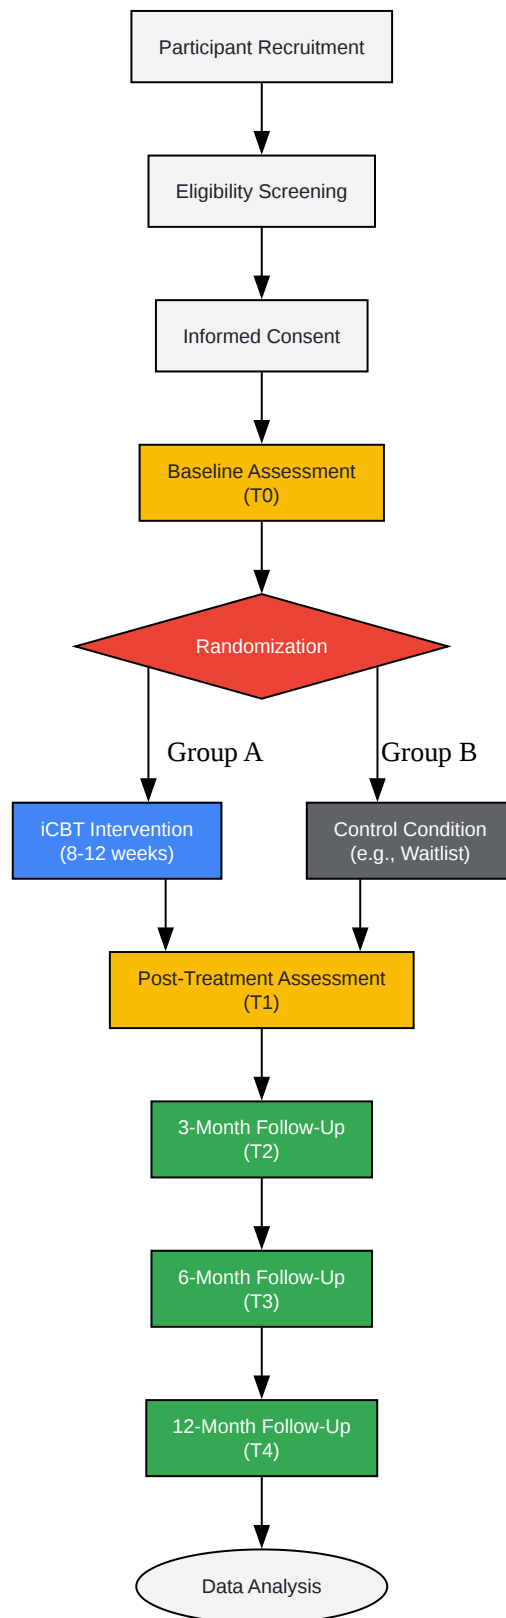 Participant Recruitment
Eligibility Screening
Informed Consent
Baseline Assessment
(T0)
Randomization
Group A
Group B
iCBT Intervention
(8-12 weeks)
Control Condition
(e.g., Waitlist)
Post-Treatment Assessment
(T1)
3-Month Follow-Up
(T2)
6-Month Follow-Up
(T3)
12-Month Follow-Up
(T4)
Data Analysis